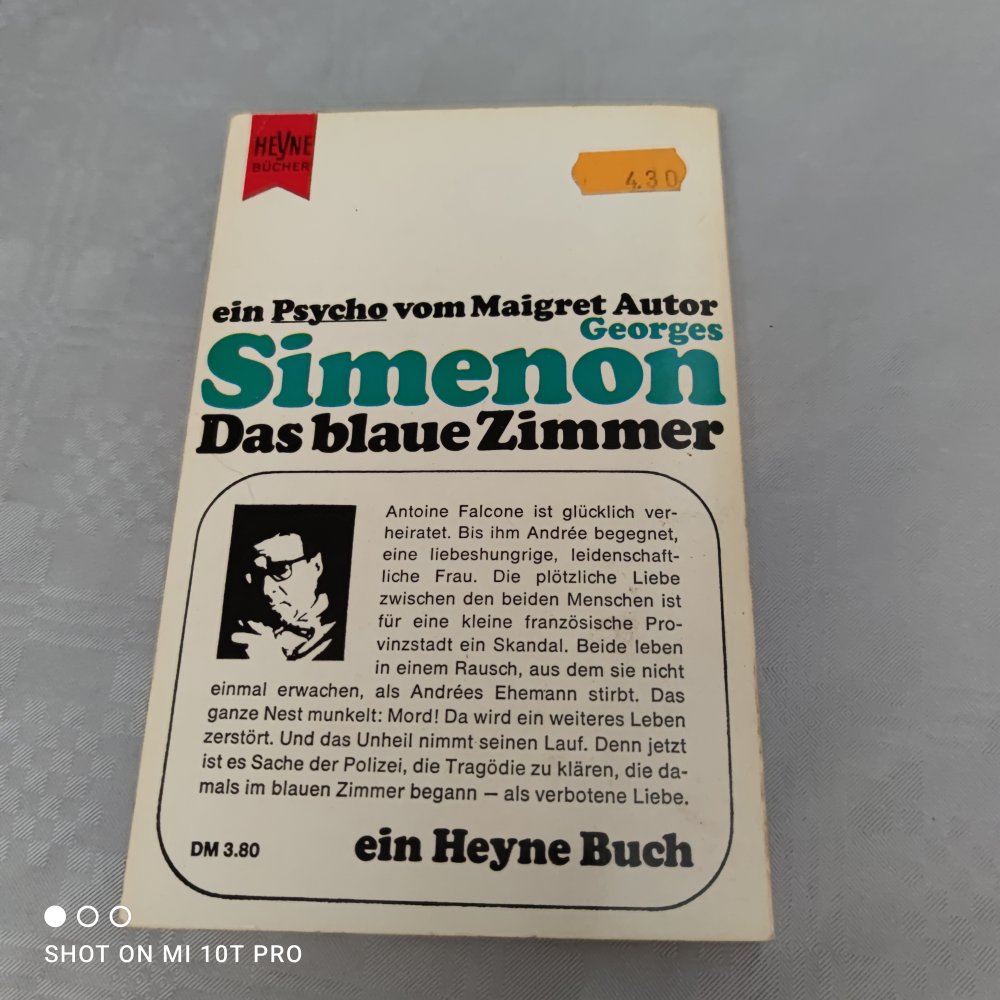 HEYNE
BÜCHER
4.30
ein Psycho vom Maigret Autor
Georges
Simenon
Das blaue Zimmer
Antoine Falcone ist glücklich ver-
heiratet. Bis ihm Andrée begegnet,
eine liebeshungrige, leidenschaft-
liche Frau. Die plötzliche Liebe
zwischen den beiden Menschen ist
für eine kleine französische Pro-
vinzstadt ein Skandal. Beide leben
in einem Rausch, aus dem sie nicht
einmal erwachen, als Andrées Ehemann stirbt. Das
ganze Nest munkelt: Mord! Da wird ein weiteres Leben
zerstört. Und das Unheil nimmt seinen Lauf. Denn jetzt
ist es Sache der Polizei, die Tragödie zu klären, die da-
mals im blauen Zimmer begann – als verbotene Liebe.
DM 3.80
ein Heyne Buch
SHOT ON MI 10T PRO